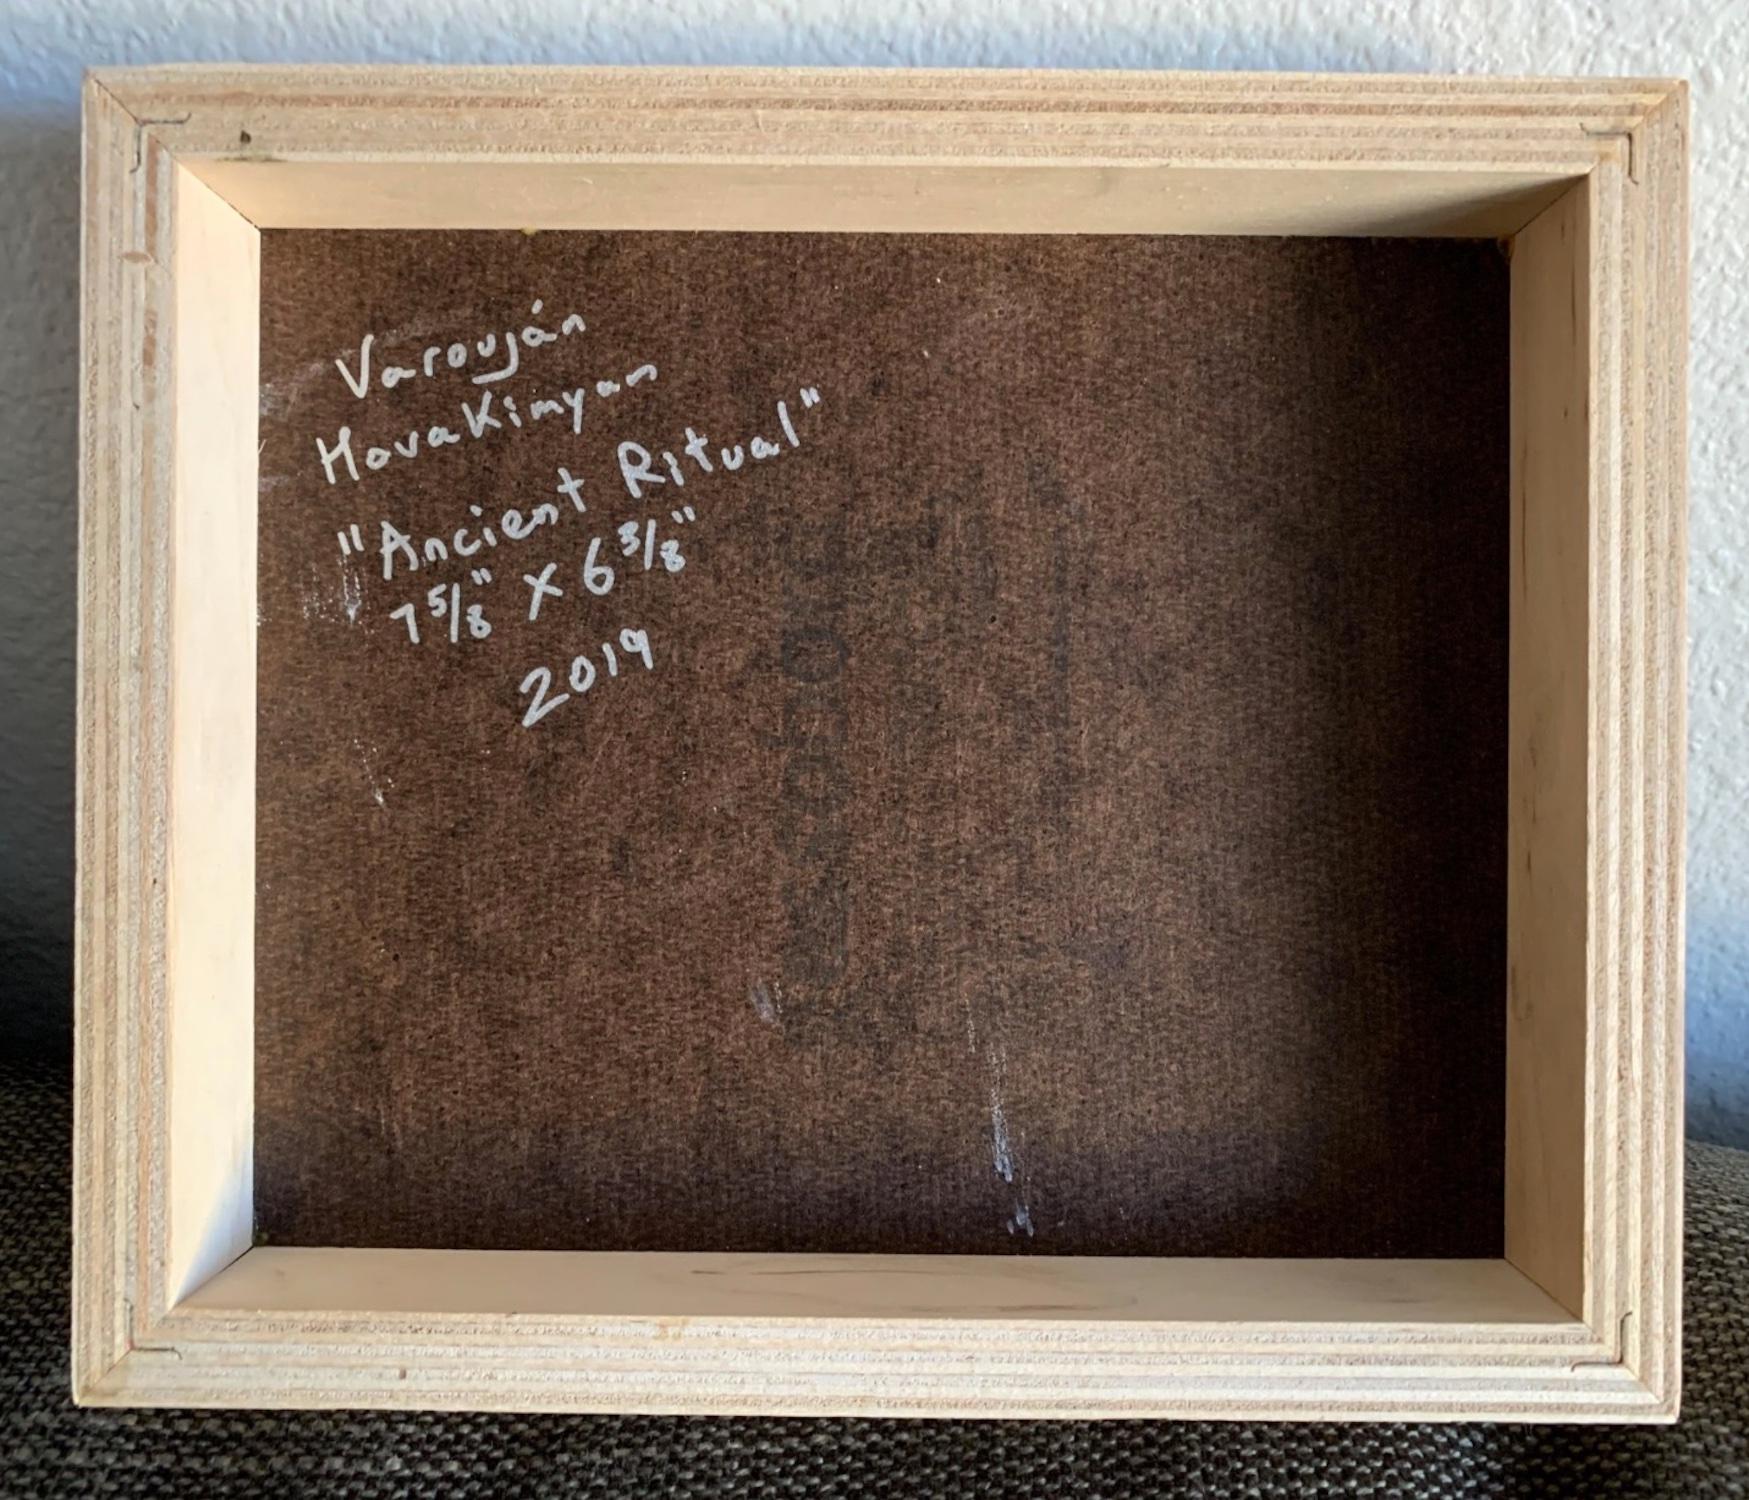 Varouján
Hovakimyan
"Ancient Ritual"
7 5/8" X 6 3/8"
2019